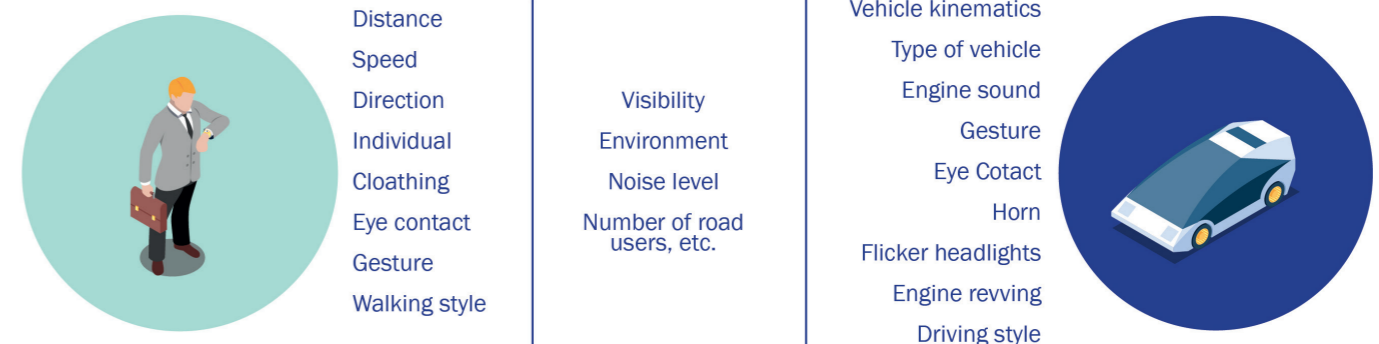 Distance
Speed
Direction
Individual
Cloathing
Eye contact
Gesture
Walking style
Visibility
Environment
Noise level
Number of road
users, etc.
Vehicle kinematics
Type of vehicle
Engine sound
Gesture
Eye Cotact
Horn
Flicker headlights
Engine revving
Driving style